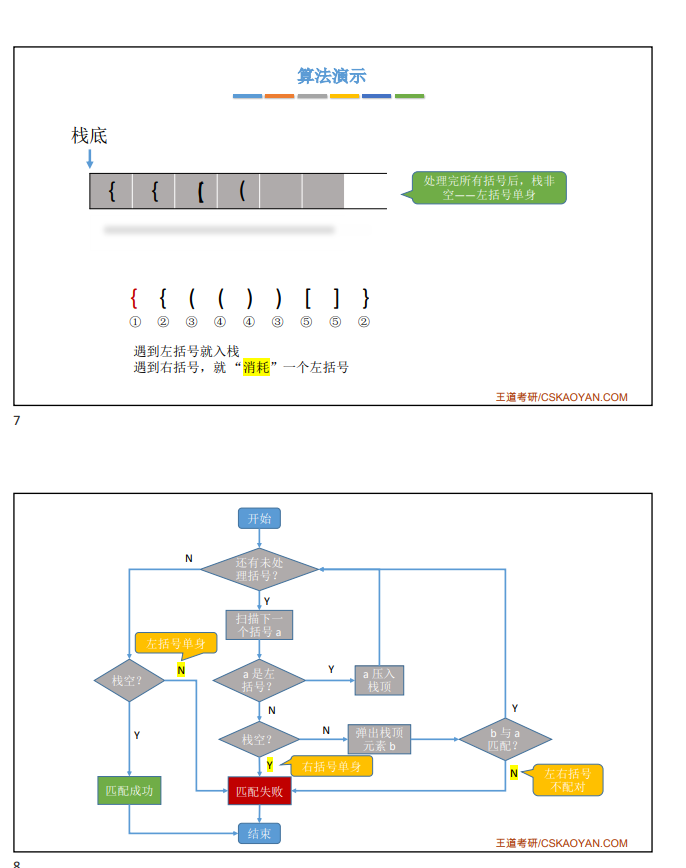 算法演示
栈底
{ { [ (
处理完所有括号后，栈非
空——左括号单身
{ { ( ( ) ) [ ] }
① ② ③ ④ ④ ③ ⑤ ⑤ ②
遇到左括号就入栈
遇到右括号，就“消耗”一个左括号
王道考研/CSKAOYAN.COM
7
开始
N
还有未处
理括号？
Y
扫描下一
个括号 a
左括号单身
N
栈空？
a 是左
括号？
Y
a 压入
栈顶
N
Y
栈空？
N
弹出栈顶
元素 b
Y
b 与 a
匹配？
Y
右括号单身
N
左右括号
不配对
匹配成功
匹配失败
结束
王道考研/CSKAOYAN.COM
8